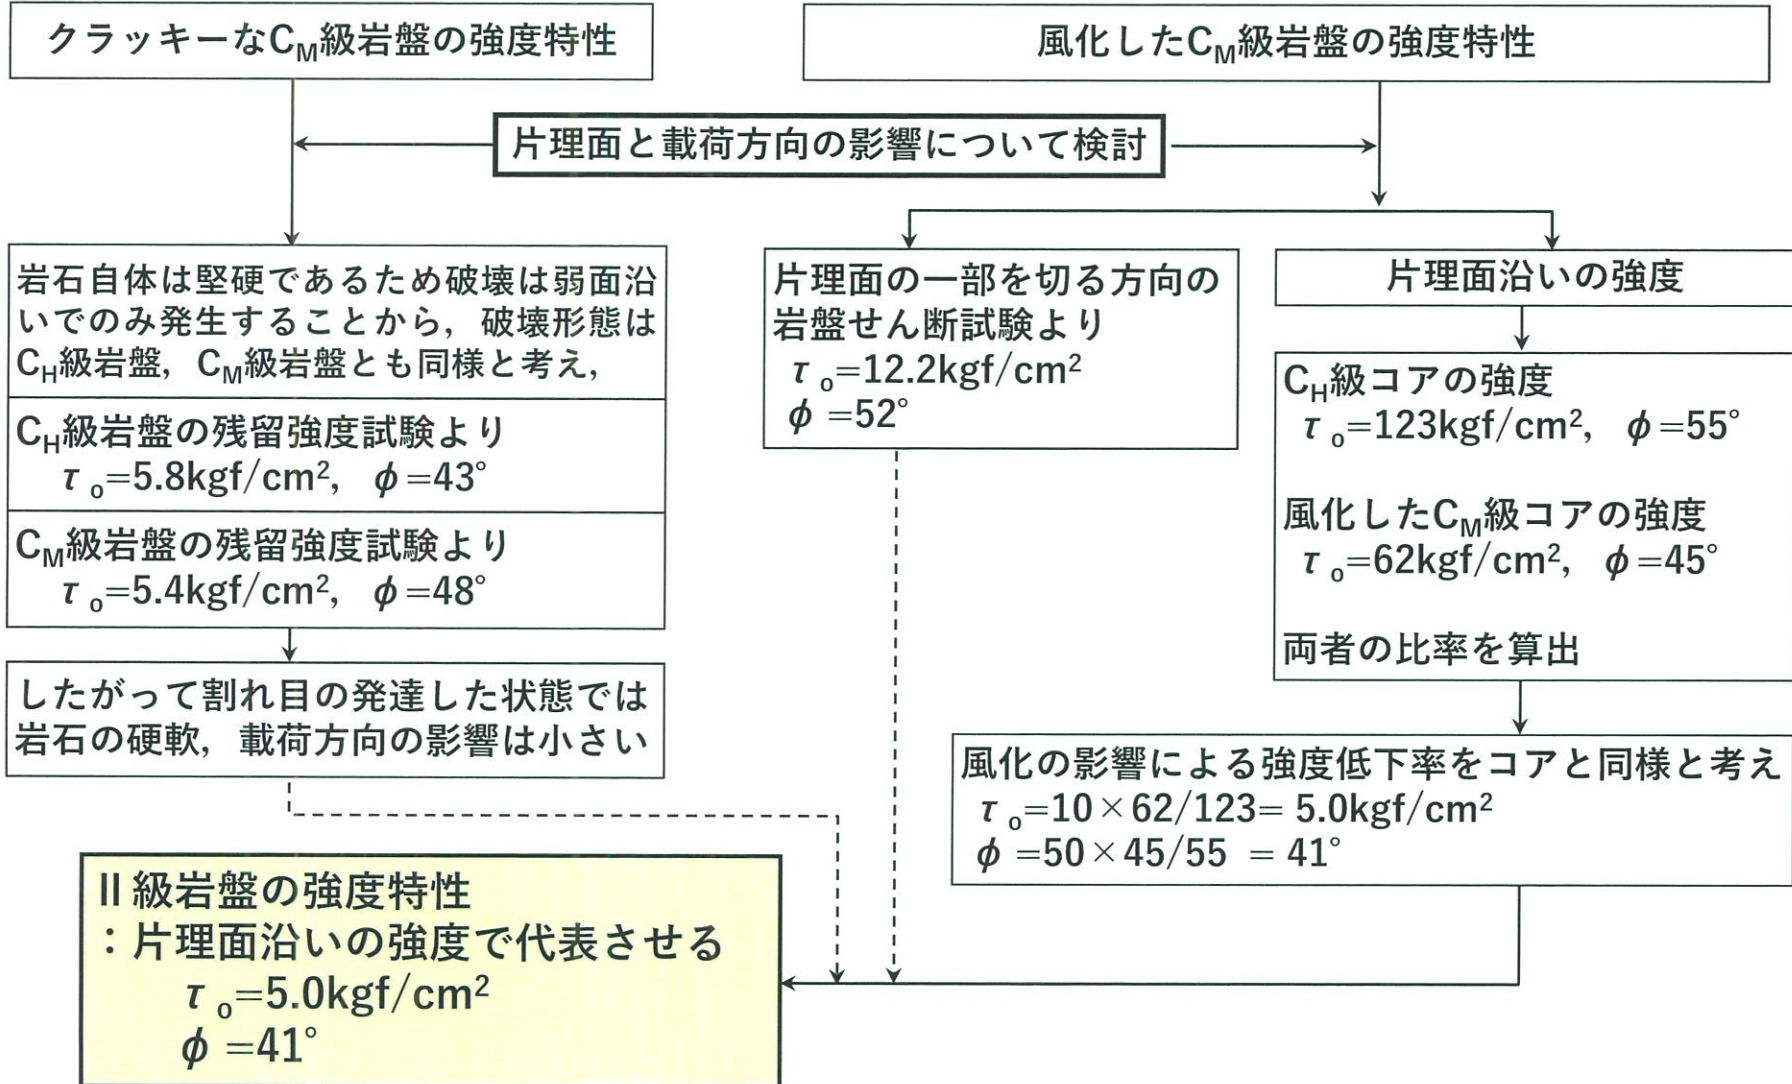 クラッキーなCM級岩盤の強度特性
風化したCM級岩盤の強度特性
片理面と載荷方向の影響について検討
岩石自体は堅硬であるため破壊は弱面沿
いでのみ発生することから，破壊形態は
CH級岩盤，CM級岩盤とも同様と考え，
CH級岩盤の残留強度試験より
τo=5.8kgf/cm²，ϕ=43°
CM級岩盤の残留強度試験より
τo=5.4kgf/cm²，ϕ=48°
したがって割れ目の発達した状態では
岩石の硬軟，載荷方向の影響は小さい
片理面の一部を切る方向の
岩盤せん断試験より
τo=12.2kgf/cm²
ϕ=52°
片理面沿いの強度
CH級コアの強度
τo=123kgf/cm²，ϕ=55°
風化したCM級コアの強度
τo=62kgf/cm²，ϕ=45°
両者の比率を算出
風化の影響による強度低下率をコアと同様と考え
τo=10×62/123= 5.0kgf/cm²
ϕ=50×45/55 = 41°
II級岩盤の強度特性
：片理面沿いの強度で代表させる
τo=5.0kgf/cm²
ϕ=41°